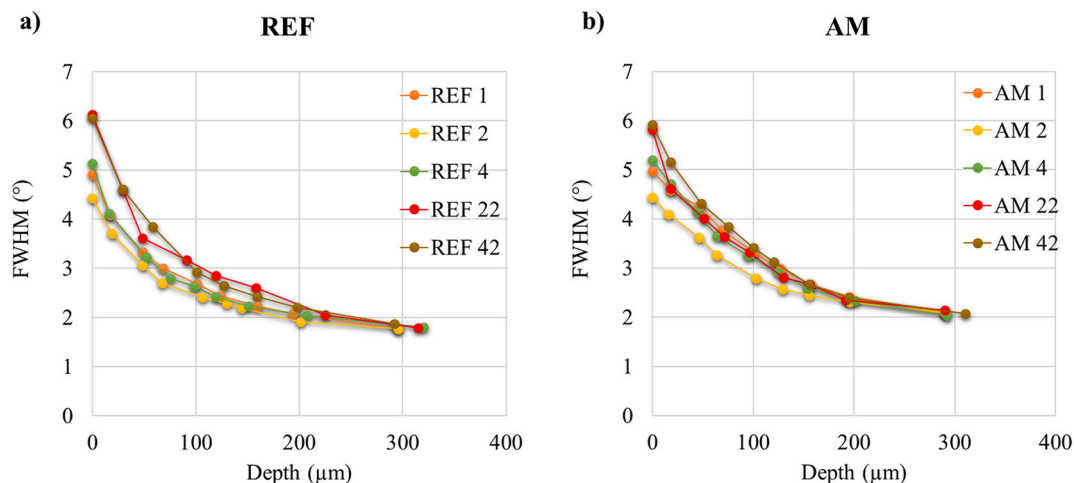 a)
REF
7
6
5
4
3
2
1
0
FWHM (°)
0 100 200 300 400
Depth (µm)
REF 1
REF 2
REF 4
REF 22
REF 42
b)
AM
7
6
5
4
3
2
1
0
FWHM (°)
0 100 200 300 400
Depth (µm)
AM 1
AM 2
AM 4
AM 22
AM 42